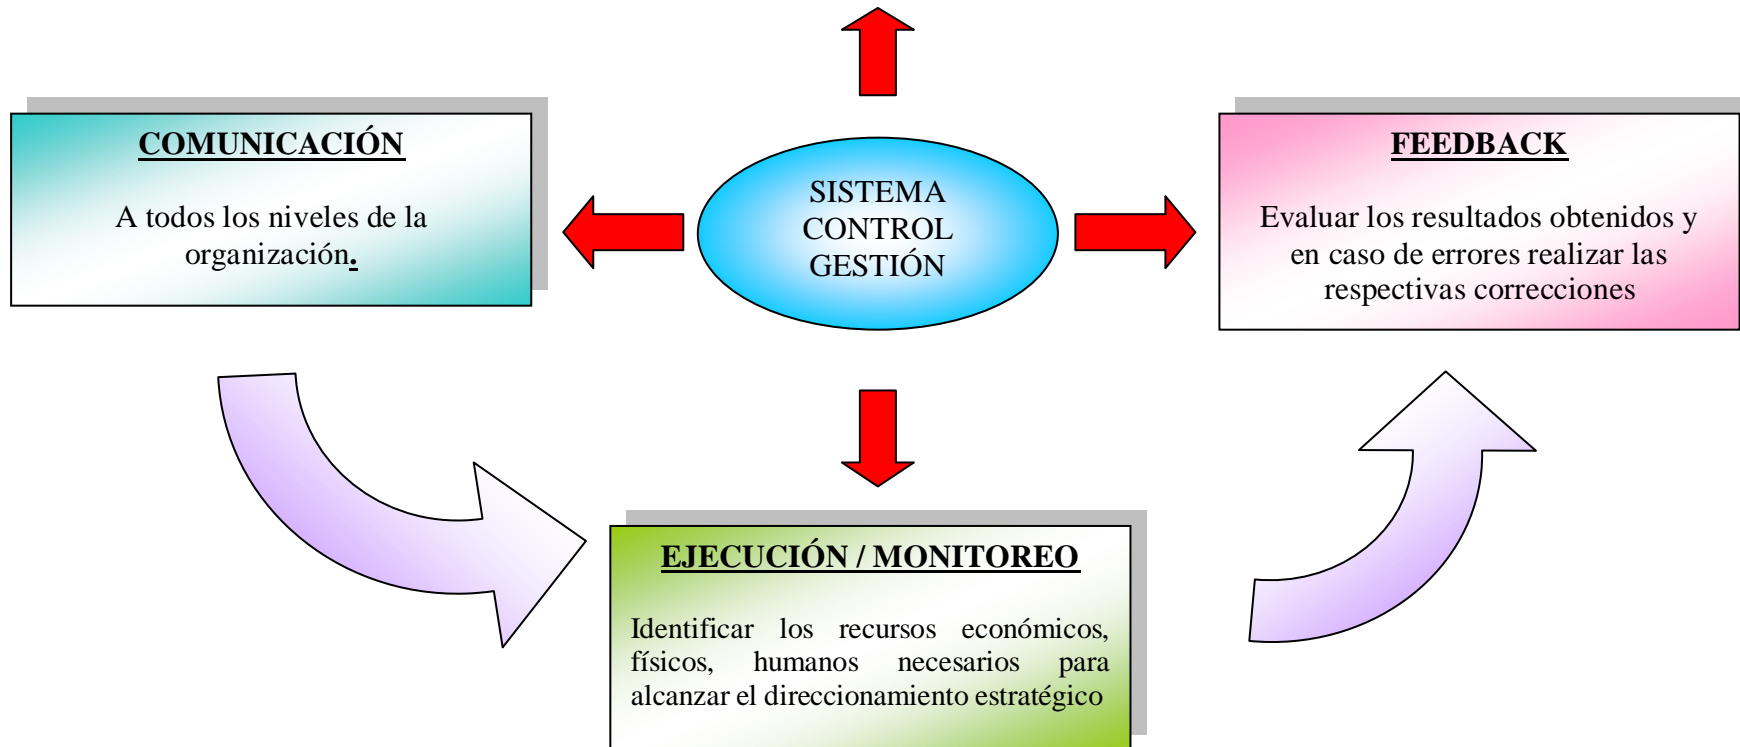 COMUNICACIÓN
A todos los niveles de la
organización.
SISTEMA
CONTROL
GESTIÓN
FEEDBACK
Evaluar los resultados obtenidos y
en caso de errores realizar las
respectivas correcciones
EJECUCIÓN / MONITOREO
Identificar los recursos económicos,
físicos, humanos necesarios para
alcanzar el direccionamiento estratégico